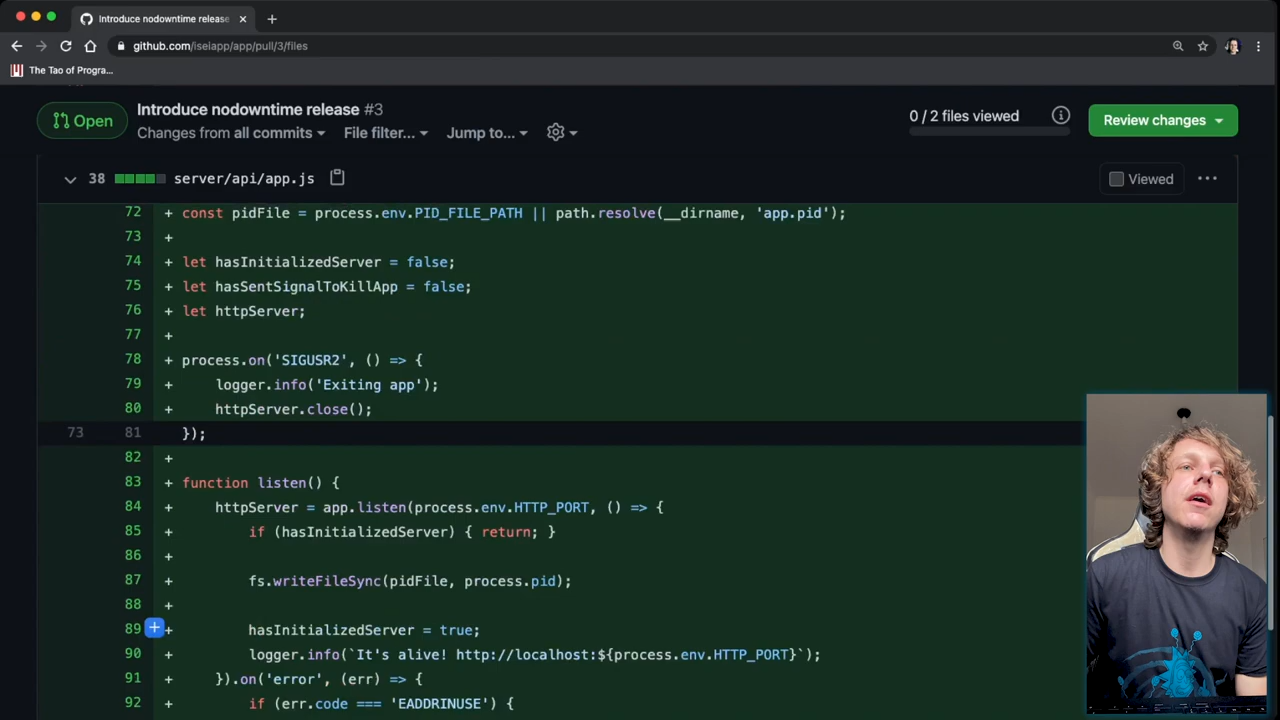 Introduce nodowntime release
github.com/iseiapp/app/pull/3/files
The Tao of Progra...
Open
Introduce nodowntime release #3
Changes from all commits
File filter...
Jump to...
0 / 2 files viewed
Review changes
38 server/api/app.js
Viewed
72 + const pidFile = process.env.PID_FILE_PATH || path.resolve(__dirname, 'app.pid');
73 +
74 + let hasInitializedServer = false;
75 + let hasSentSignalToKillApp = false;
76 + let httpServer;
77 +
78 + process.on('SIGUSR2', () => {
79 + logger.info('Exiting app');
80 + httpServer.close();
73 81 });
82 +
83 + function listen() {
84 + httpServer = app.listen(process.env.HTTP_PORT, () => {
85 + if (hasInitializedServer) { return; }
86 +
87 + fs.writeFileSync(pidFile, process.pid);
88 +
89 + hasInitializedServer = true;
90 + logger.info(`It's alive! http://localhost:${process.env.HTTP_PORT}`);
91 + }).on('error', (err) => {
92 + if (err.code === 'EADDRINUSE') {